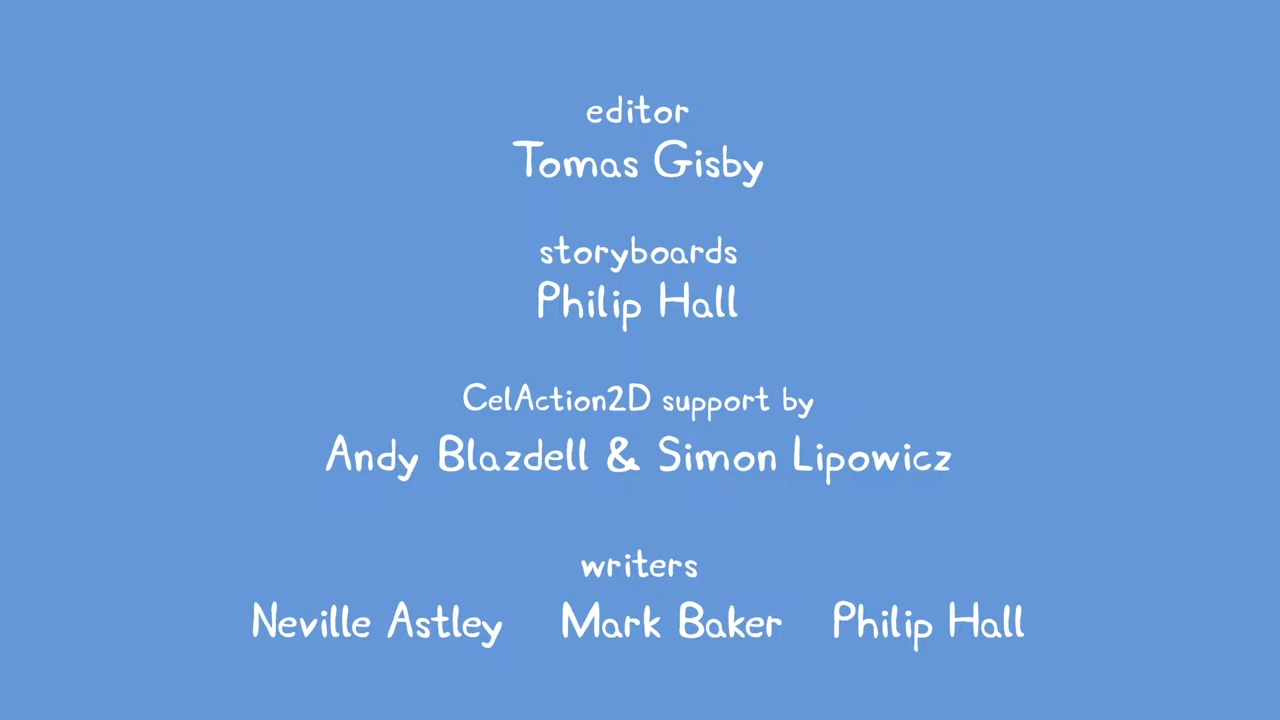 editor
Tomas Gisby
storyboards
Philip Hall
CelAction2D support by
Andy Blazdell & Simon Lipowicz
writers
Neville Astley Mark Baker Philip Hall